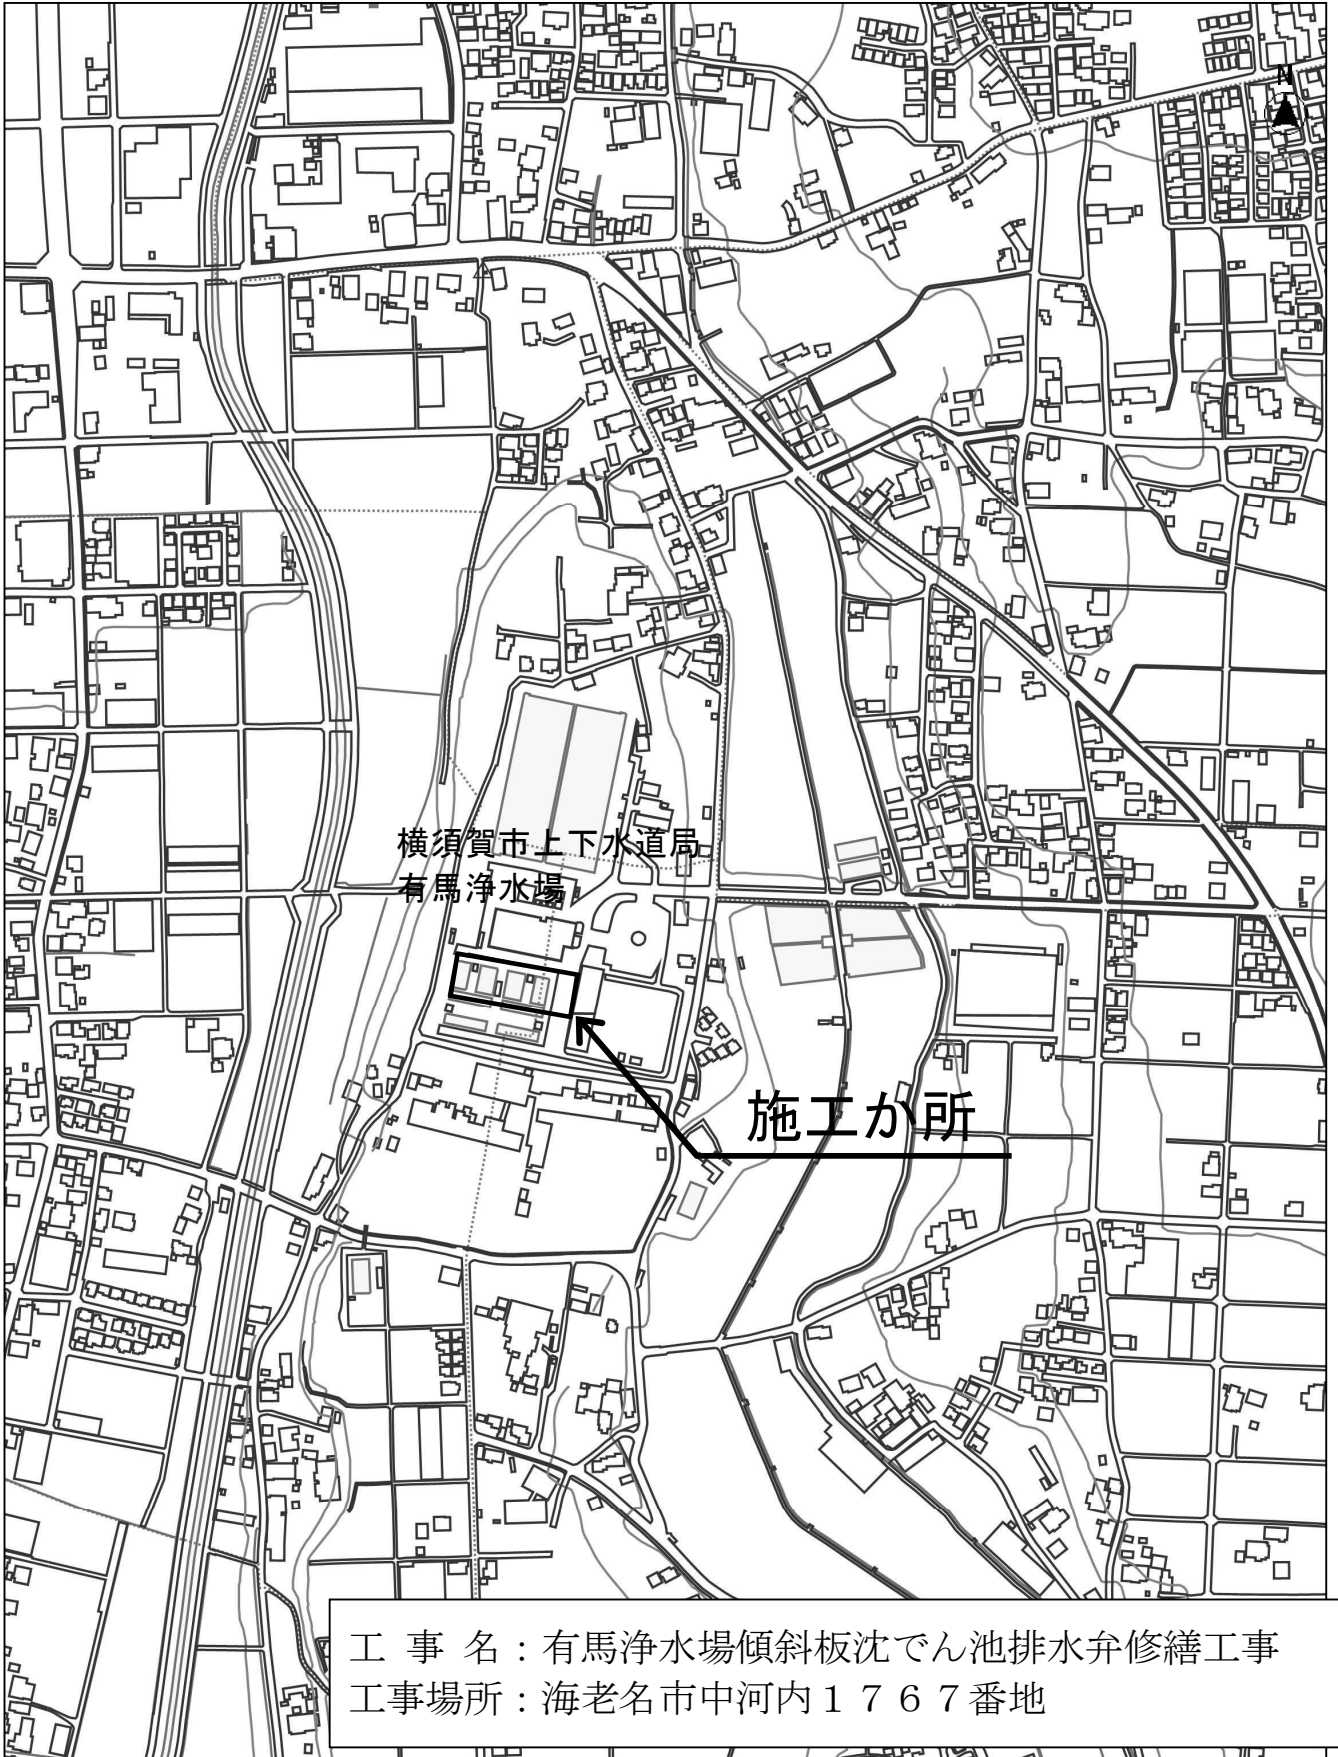 N
横須賀市上下水道局
有馬浄水場
施工か所
工 事 名：有馬浄水場傾斜板沈でん池排水弁修繕工事
工事場所：海老名市中河内１７６７番地